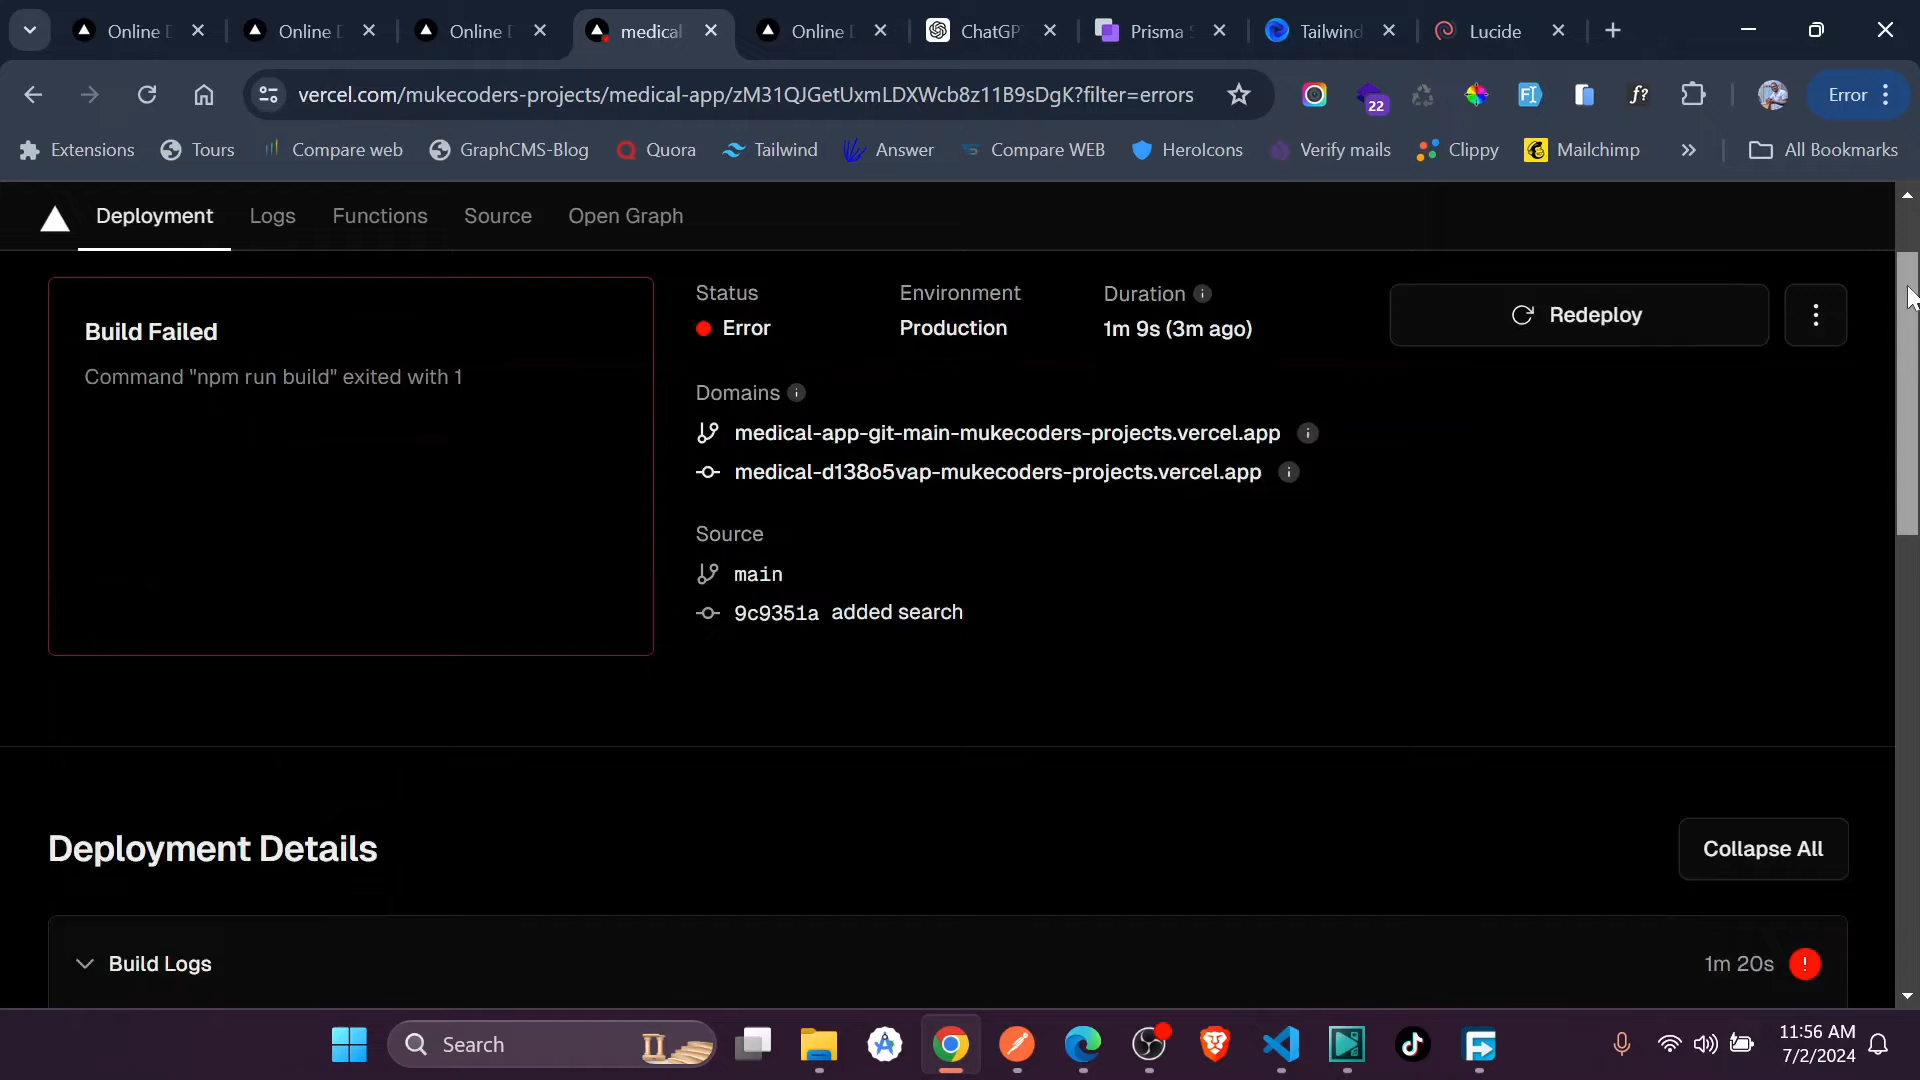 Online D
Online D
Online D
medical
Online D
ChatGP
Prisma S
Tailwind
Lucide
vercel.com/mukecoders-projects/medical-app/zM31QJGetUxmLDXWcb8z11B9sDgK?filter=errors
22
f?
Error
Extensions
Tours
Compare web
GraphCMS-Blog
Quora
Tailwind
Answer
Compare WEB
HeroIcons
Verify mails
Clippy
Mailchimp
»
All Bookmarks
Deployment
Logs
Functions
Source
Open Graph
Build Failed
Command "npm run build" exited with 1
Status
Error
Environment
Production
Duration
1m 9s (3m ago)
Redeploy
Domains
medical-app-git-main-mukecoders-projects.vercel.app
medical-d138o5vap-mukecoders-projects.vercel.app
Source
main
9c9351a added search
Deployment Details
Collapse All
Build Logs
1m 20s
Search
11:56 AM
7/2/2024